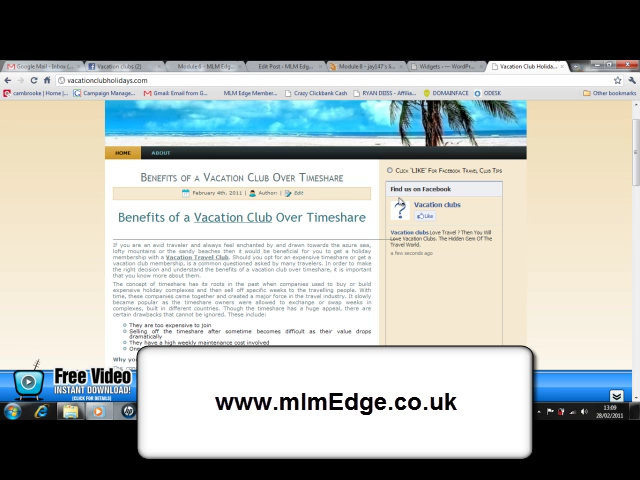 Google Mail - Inbox (
Vacation clubs (2)
Module 8 - MLM Edge
Edit Post - MLM Edg...
Widgets — WordPr...
Vacation Club Holida...
vacationclubholidays.com
cambrooke | Home |...
Campaign Manage...
Gmail: Email from G...
MLM Edge Member...
Crazy Clickbank Cash
RYAN DEISS - AFFILI...
DOMAINFACE
ODESK
Other bookmarks
HOME
ABOUT
Benefits of a Vacation Club Over Timeshare
February 4th, 2011 | Author: | Edit
Benefits of a Vacation Club Over Timeshare
If you are an avid traveler and always feel enchanted by and drawn towards the azure sea,
lofty mountains or the sandy beaches then it would be beneficial for you to get a holiday
membership with a Vacation Travel Club. Should you opt for an expensive timeshare or get a
vacation club membership, is a common questioned asked by many travelers. In order to make
the right decision and understand the benefits of a vacation club over timeshare, it is important
that you know more about them.
The concept of timeshare has its roots in the past when companies used to buy or build
expensive holiday complexes and then sell off specific weeks to the travelling people. With
time, these companies came together and created a major force in the travel industry. It slowly
became popular as the timeshare owners were allowed to exchange or swap weeks in
complexes, built in different countries. Though the timeshare has a huge appeal, there are
certain drawbacks that cannot be ignored. These include:
They are too expensive to join
Selling off the timeshare after sometime becomes difficult as their value drops
dramatically
They have a high weekly maintenance cost involved
Why yo
Click 'LIKE' For Facebook Travel Club Tips
Find us on Facebook
Vacation clubs
Like
Vacation clubs Love Travel ? Then You Will
Love Vacation Clubs. The Hidden Gem Of The
Travel World.
a few seconds ago
Free Video
INSTANT DOWNLOAD!
(CLICK FOR DETAILS)
www.mlmEdge.co.uk
13:09
28/02/2011